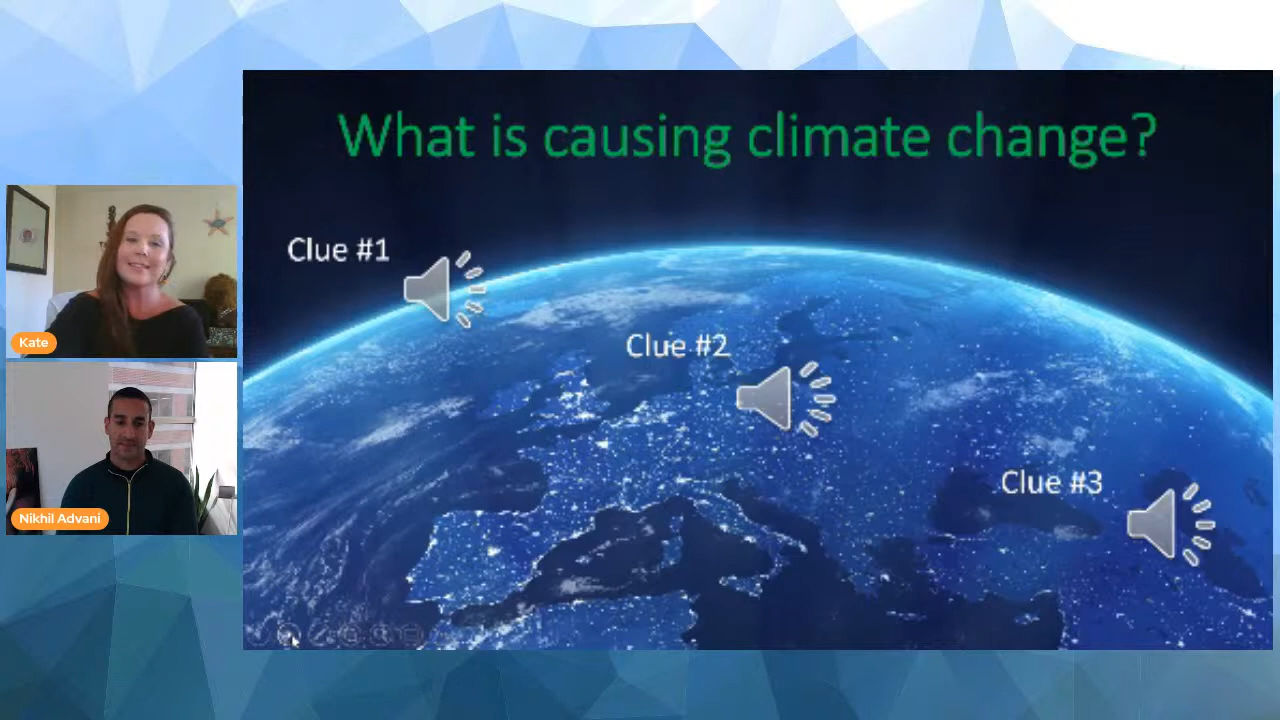 What is causing climate change?
Clue #1
Clue #2
Clue #3
Kate
Nikhil Advani